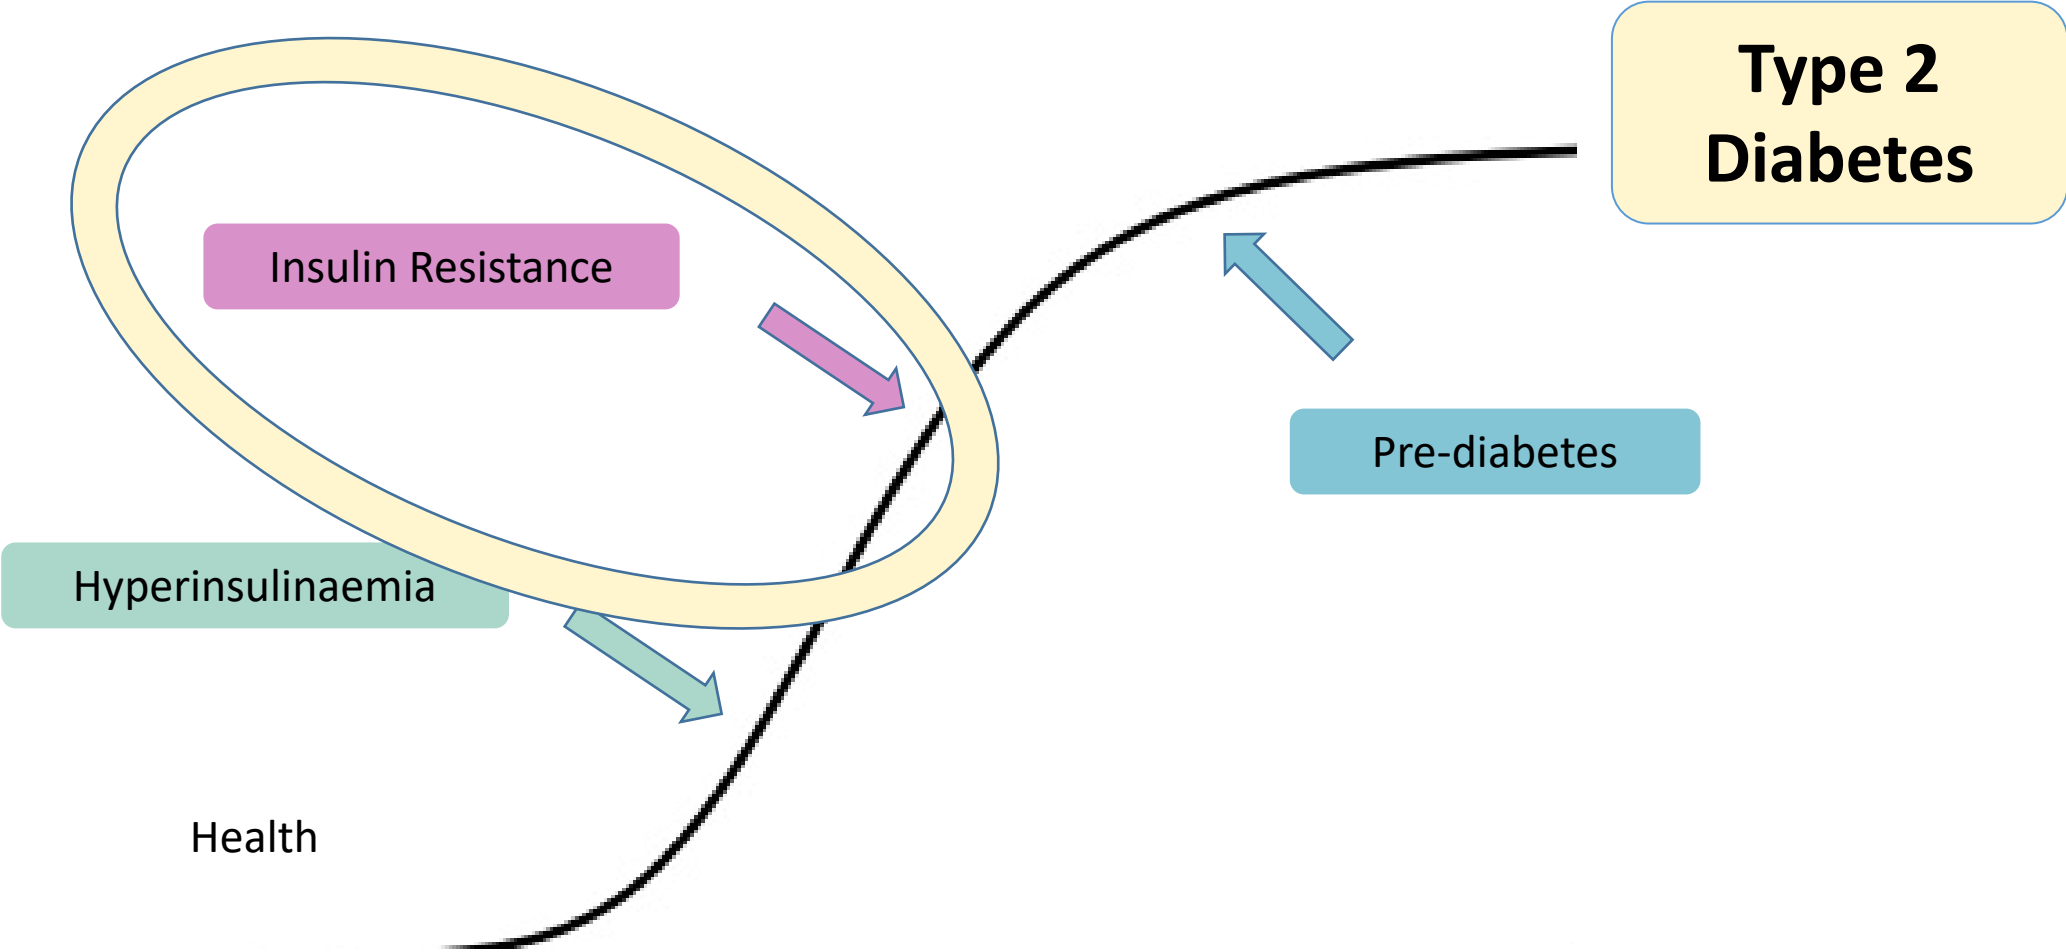 Type 2
Diabetes
Insulin Resistance
Pre-diabetes
Hyperinsulinaemia
Health